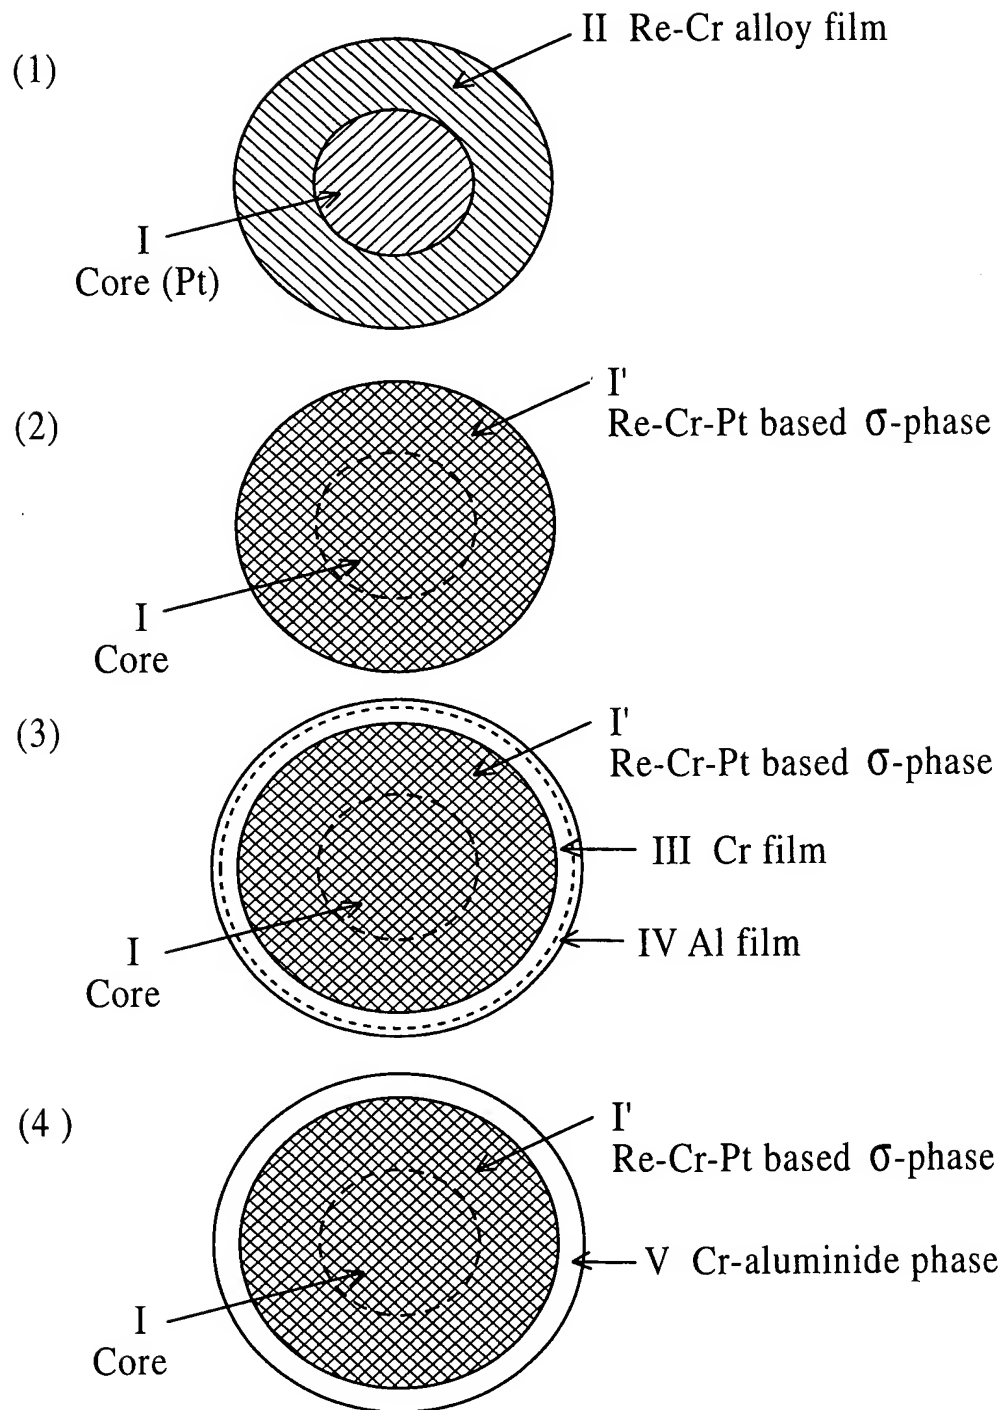 (1)
II Re-Cr alloy film
I
Core (Pt)
(2)
I'
Re-Cr-Pt based σ-phase
I
Core
(3)
I'
Re-Cr-Pt based σ-phase
III Cr film
IV Al film
I
Core
(4 )
I'
Re-Cr-Pt based σ-phase
V Cr-aluminide phase
I
Core